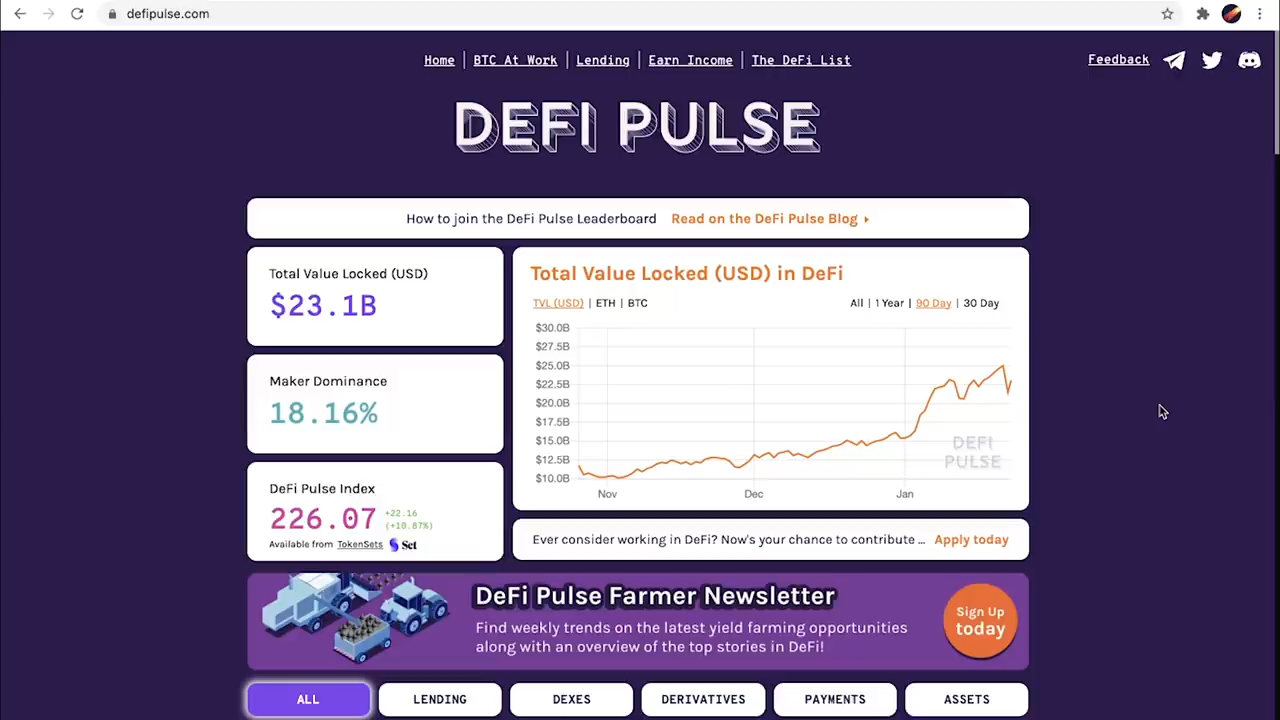 defipulse.com
Home | BTC At Work | Lending | Earn Income | The DeFi List
Feedback
DEFI PULSE
How to join the DeFi Pulse Leaderboard Read on the DeFi Pulse Blog
Total Value Locked (USD)
$23.1B
Maker Dominance
18.16%
DeFi Pulse Index
226.07
+22.16
(+10.87%)
Available from TokenSets Set
Total Value Locked (USD) in DeFi
TVL (USD) | ETH | BTC
All | 1 Year | 90 Day | 30 Day
$30.0B
$27.5B
$25.0B
$22.5B
$20.0B
$17.5B
$15.0B
$12.5B
$10.0B
Nov Dec Jan
DEFI
PULSE
Ever consider working in DeFi? Now's your chance to contribute ... Apply today
DeFi Pulse Farmer Newsletter
Find weekly trends on the latest yield farming opportunities
along with an overview of the top stories in DeFi!
Sign Up
today
ALL LENDING DEXES DERIVATIVES PAYMENTS ASSETS